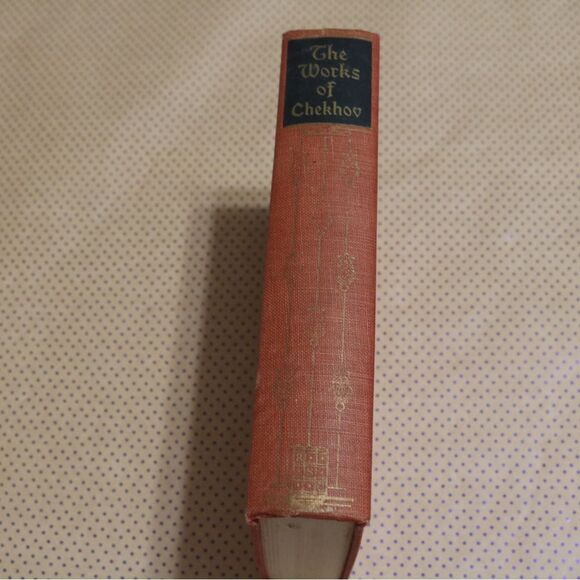 The
Works
of
Chekhov